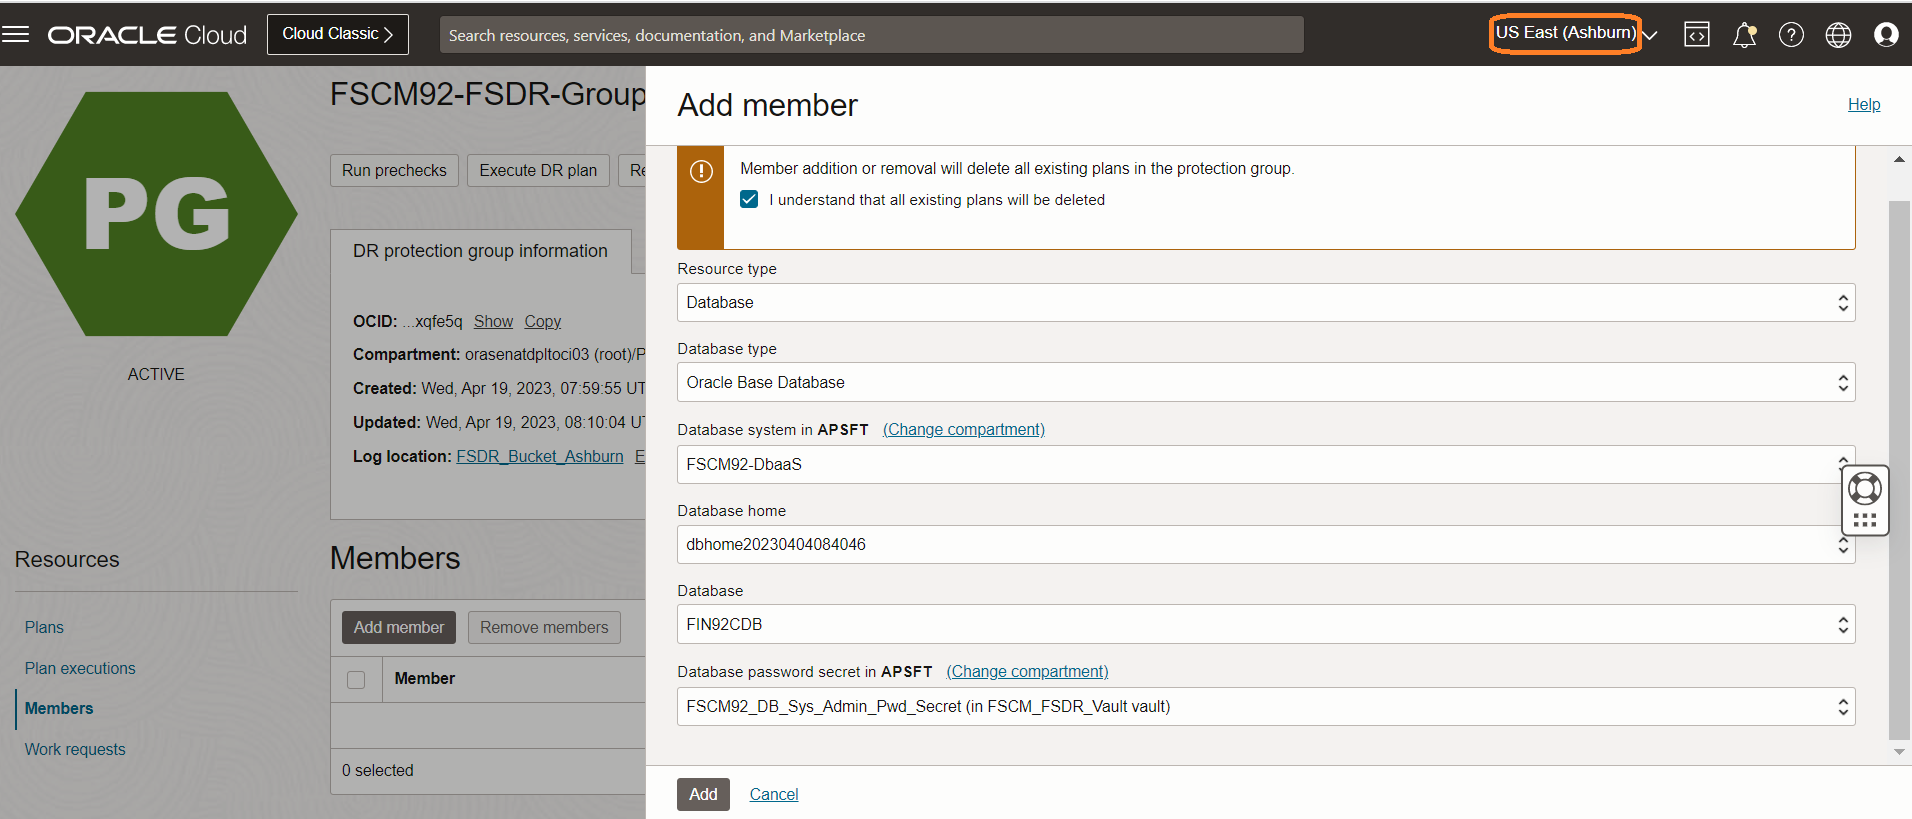 ORACLE Cloud
Cloud Classic
Search resources, services, documentation, and Marketplace
US East (Ashburn)
PG
ACTIVE
FSCM92-FSDR-Group
Run prechecks
Execute DR plan
Re
DR protection group information
OCID: ...xqfe5q Show Copy
Compartment: orasenatdpltoci03 (root)/P
Created: Wed, Apr 19, 2023, 07:59:55 UT
Updated: Wed, Apr 19, 2023, 08:10:04 U
Log location: FSDR_Bucket_Ashburn E
Resources
Plans
Plan executions
Members
Work requests
Members
Add member
Remove members
Member
0 selected
Add member
Help
Member addition or removal will delete all existing plans in the protection group.
I understand that all existing plans will be deleted
Resource type
Database
Database type
Oracle Base Database
Database system in APSFT (Change compartment)
FSCM92-DbaaS
Database home
dbhome20230404084046
Database
FIN92CDB
Database password secret in APSFT (Change compartment)
FSCM92_DB_Sys_Admin_Pwd_Secret (in FSCM_FSDR_Vault vault)
Add
Cancel